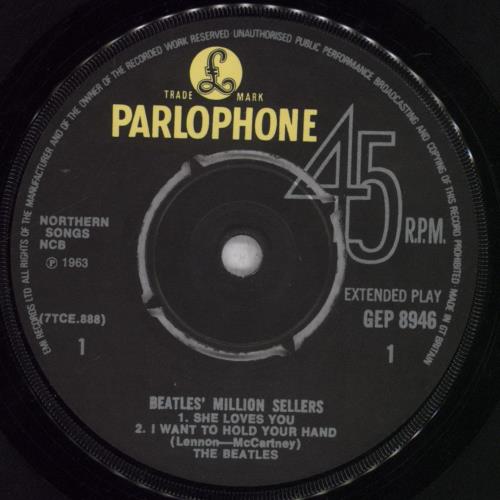 EMI RECORDS LTD ALL RIGHTS OF THE MANUFACTURER AND OF THE OWNER OF THE RECORDED WORK RESERVED UNAUTHORISED PUBLIC PERFORMANCE BROADCASTING AND COPYING OF THIS RECORD PROHIBITED MADE IN GT BRITAIN
£
TRADE MARK
PARLOPHONE
45
R.P.M.
NORTHERN
SONGS
NCB
℗ 1963
(7TCE.888)
1
EXTENDED PLAY
GEP 8946
1
BEATLES' MILLION SELLERS
1. SHE LOVES YOU
2. I WANT TO HOLD YOUR HAND
(Lennon—McCartney)
THE BEATLES